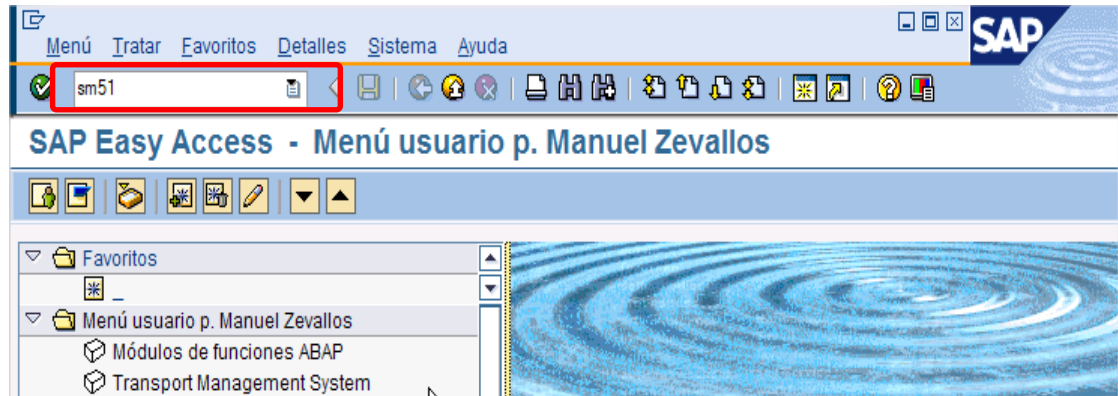 Menú Tratar Favoritos Detalles Sistema Ayuda
SAP
sm51
SAP Easy Access - Menú usuario p. Manuel Zevallos
Favoritos
_
Menú usuario p. Manuel Zevallos
Módulos de funciones ABAP
Transport Management System